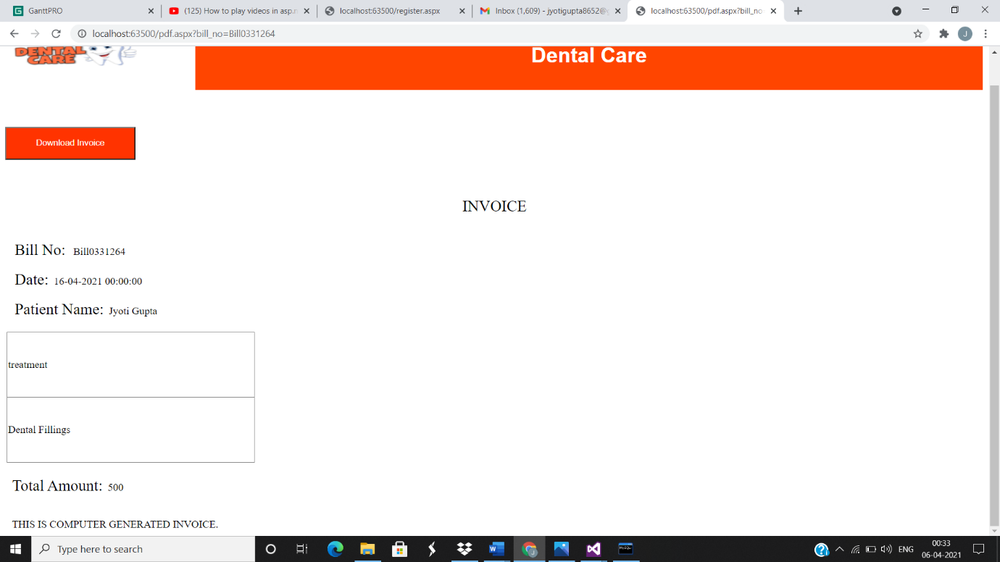 GanttPRO
(125) How to play videos in asp.n
localhost:63500/register.aspx
Inbox (1,609) - jyotigupta8652@
localhost:63500/pdf.aspx?bill_no
localhost:63500/pdf.aspx?bill_no=Bill0331264
J
DENTAL
CARE
Dental Care
Download Invoice
INVOICE
Bill No: Bill0331264
Date: 16-04-2021 00:00:00
Patient Name: Jyoti Gupta
treatment
Dental Fillings
Total Amount: 500
THIS IS COMPUTER GENERATED INVOICE.
Type here to search
ENG
00:33
06-04-2021